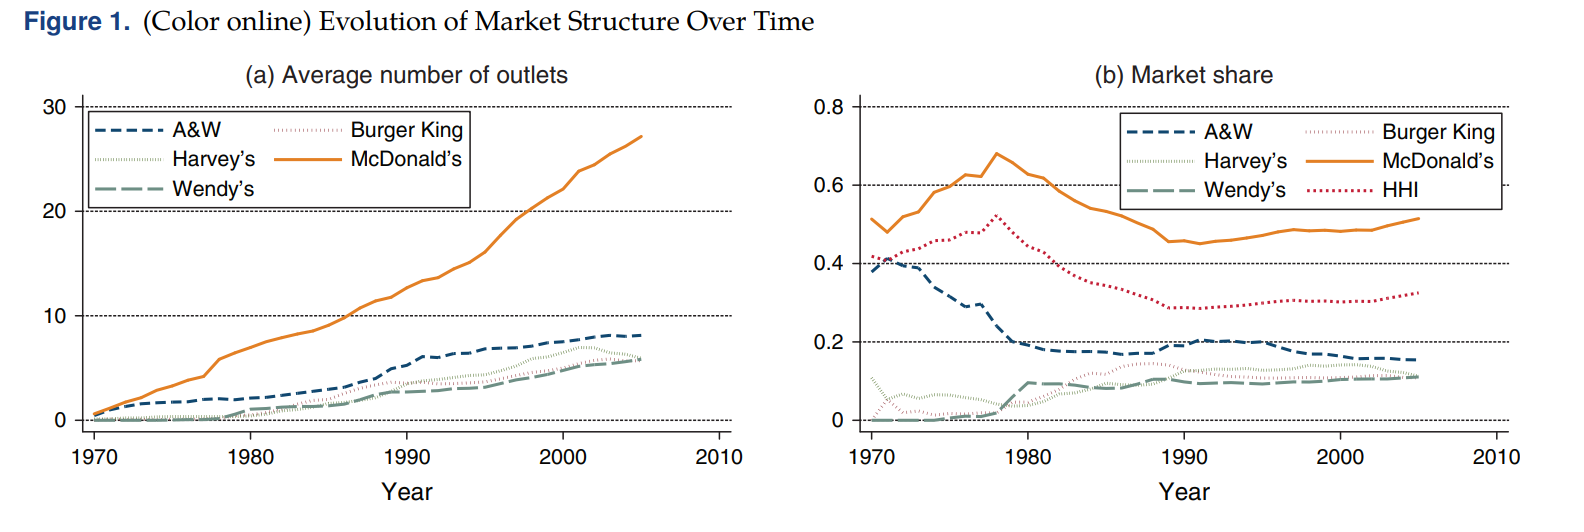 Figure 1. (Color online) Evolution of Market Structure Over Time
(a) Average number of outlets
30
20
10
0
A&W
Burger King
Harvey's
McDonald's
Wendy's
1970 1980 1990 2000 2010
Year
(b) Market share
0.8
0.6
0.4
0.2
0
A&W
Burger King
Harvey's
McDonald's
Wendy's
HHI
1970 1980 1990 2000 2010
Year